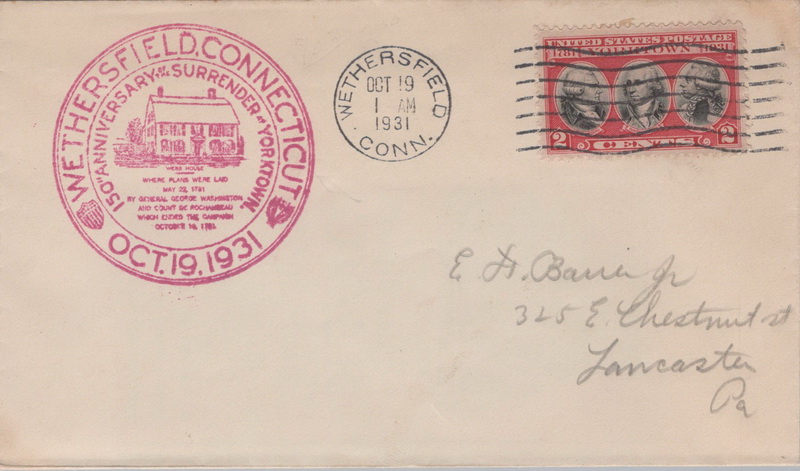 WETHERSFIELD, CONNECTICUT
150TH ANNIVERSARY OF THE SURRENDER AT YORKTOWN.
WEBB HOUSE
WHERE PLANS WERE LAID
MAY 22, 1781
BY GENERAL GEORGE WASHINGTON
AND COUNT DE ROCHAMBEAU
WHICH ENDED THE CAMPAIGN
OCTOBER 19, 1781
OCT. 19, 1931
WETHERSFIELD
OCT 19
1 AM
1931
CONN.
UNITED STATES POSTAGE
1781 YORKTOWN 1931
2 CENTS 2
E. H. Jr
325 E. Chestnut st
Lancaster
Pa